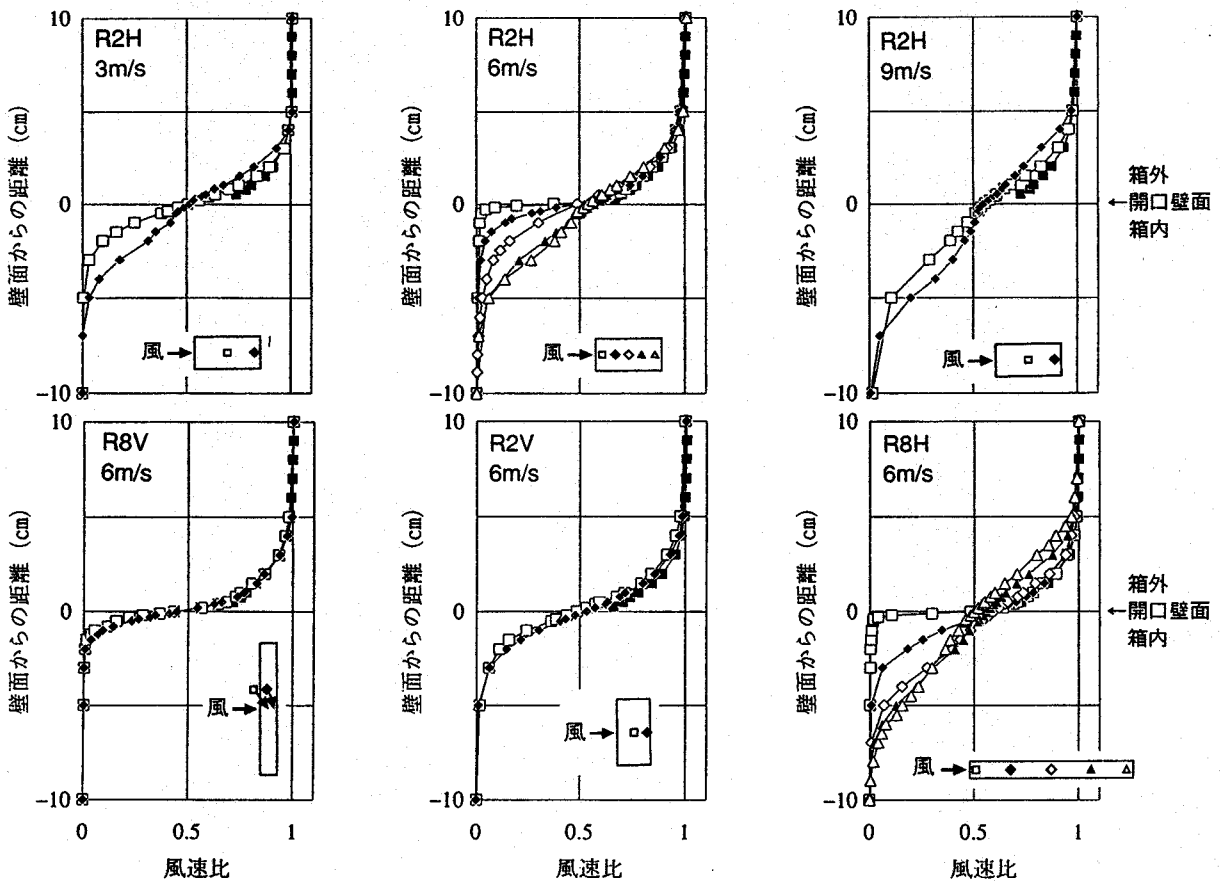 10
R2H
3m/s
0
-10
壁面からの距離 (cm)
風
10
R2H
6m/s
0
-10
壁面からの距離 (cm)
風
10
R2H
9m/s
0
-10
壁面からの距離 (cm)
風
箱外
←開口壁面
箱内
10
R8V
6m/s
0
-10
壁面からの距離 (cm)
風
0 0.5 1
風速比
10
R2V
6m/s
0
-10
壁面からの距離 (cm)
風
0 0.5 1
風速比
10
R8H
6m/s
0
-10
壁面からの距離 (cm)
風
0 0.5 1
風速比
箱外
←開口壁面
箱内